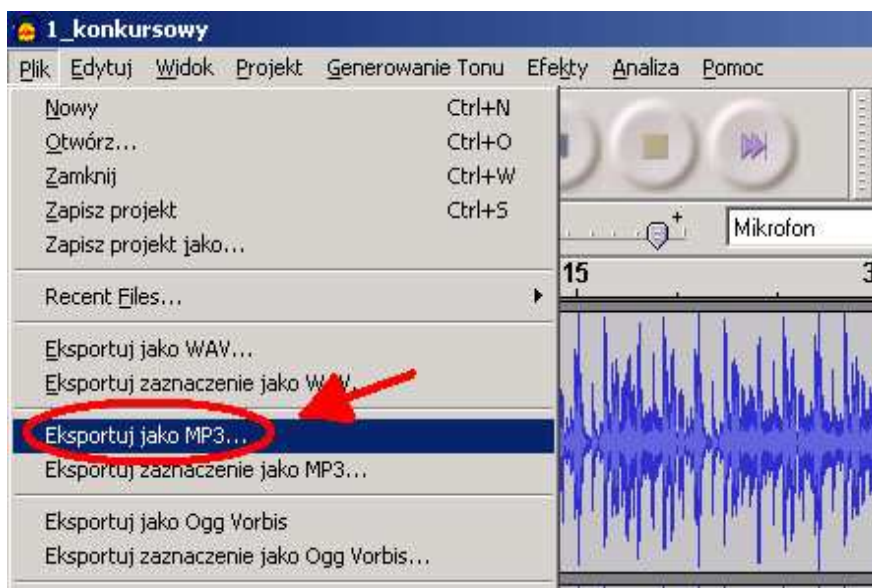 1_konkursowy
Plik Edytuj Widok Projekt Generowanie Tonu Efekty Analiza Pomoc
Nowy Ctrl+N
Otwórz... Ctrl+O
Zamknij Ctrl+W
Zapisz projekt Ctrl+S
Zapisz projekt jako...
Mikrofon
Recent Files...
15 3
Eksportuj jako WAV...
Eksportuj zaznaczenie jako WAV...
Eksportuj jako MP3...
Eksportuj zaznaczenie jako MP3...
Eksportuj jako Ogg Vorbis
Eksportuj zaznaczenie jako Ogg Vorbis...